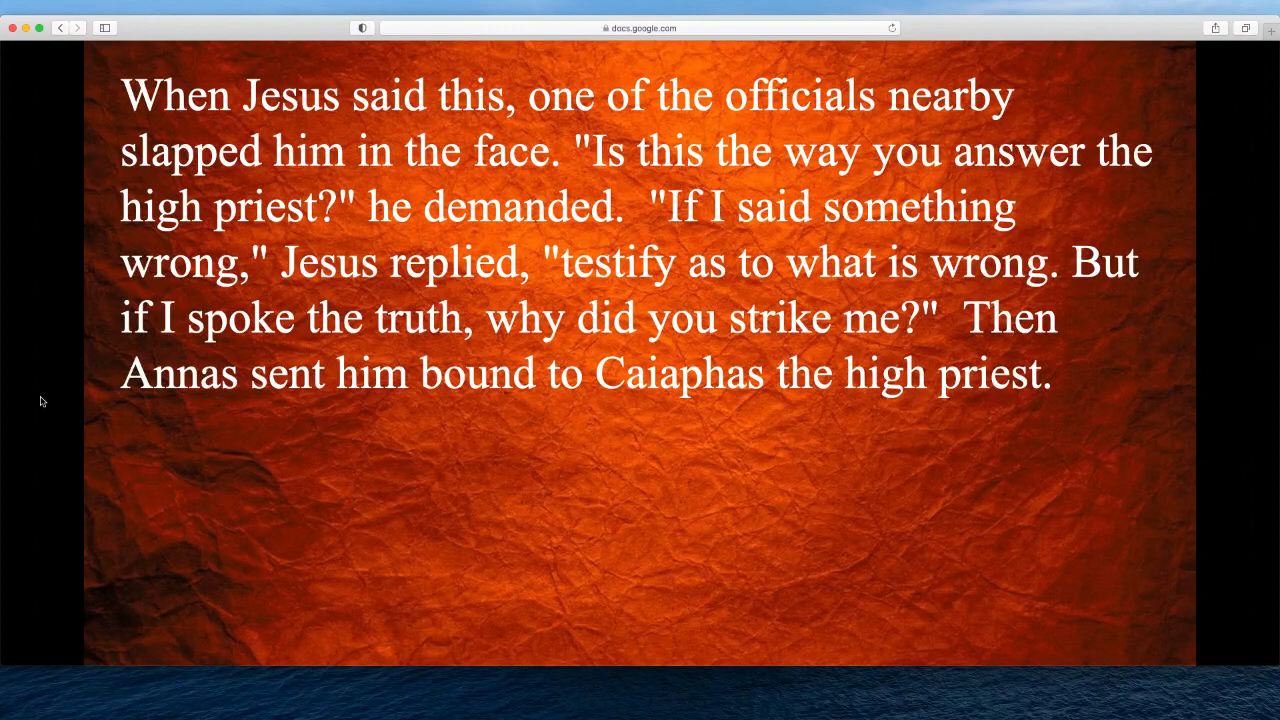 docs.google.com
When Jesus said this, one of the officials nearby
slapped him in the face. "Is this the way you answer the
high priest?" he demanded.  "If I said something
wrong," Jesus replied, "testify as to what is wrong. But
if I spoke the truth, why did you strike me?"  Then
Annas sent him bound to Caiaphas the high priest.